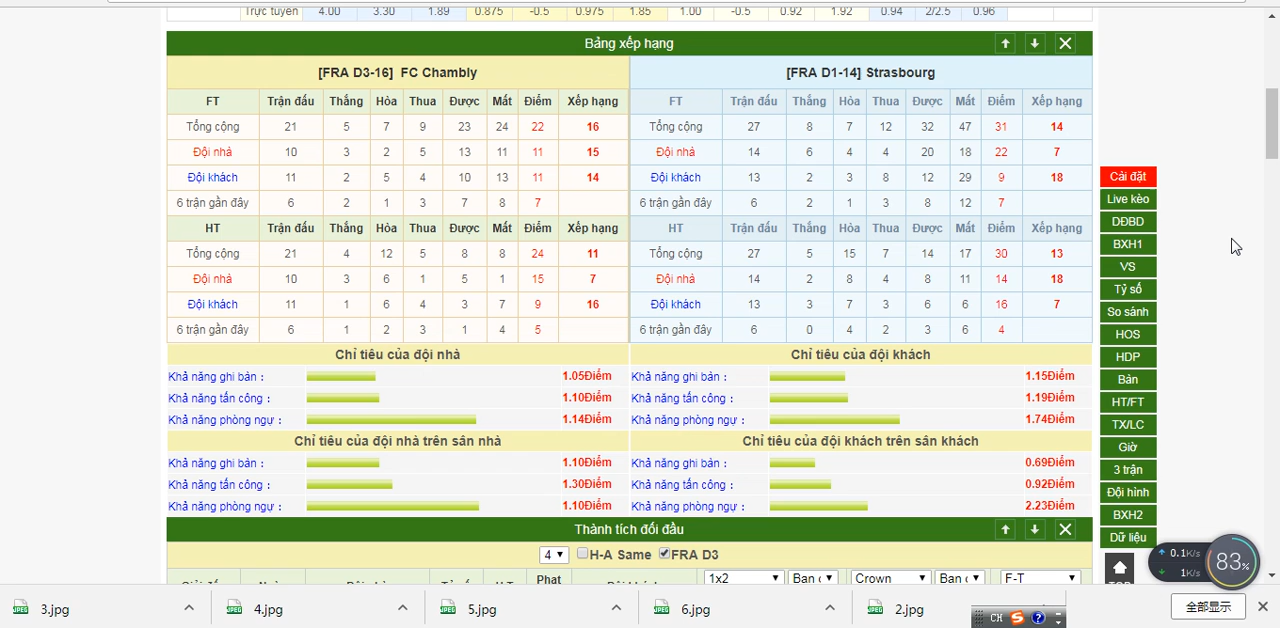 Trực tuyến 4.00 3.30 1.89 0.875 -0.5 0.975 1.85 1.00 -0.5 0.92 1.92 0.94 2/2.5 0.96
Bảng xếp hạng
[FRA D3-16] FC Chambly
[FRA D1-14] Strasbourg
FT Trận đấu Thắng Hòa Thua Được Mất Điểm Xếp hạng
FT Trận đấu Thắng Hòa Thua Được Mất Điểm Xếp hạng
Tổng cộng 21 5 7 9 23 24 22 16
Tổng cộng 27 8 7 12 32 47 31 14
Đội nhà 10 3 2 5 13 11 11 15
Đội nhà 14 6 4 4 20 18 22 7
Đội khách 11 2 5 4 10 13 11 14
Đội khách 13 2 3 8 12 29 9 18
6 trận gần đây 6 2 1 3 7 8 7
6 trận gần đây 6 2 1 3 8 12 7
HT Trận đấu Thắng Hòa Thua Được Mất Điểm Xếp hạng
HT Trận đấu Thắng Hòa Thua Được Mất Điểm Xếp hạng
Tổng cộng 21 4 12 5 8 8 24 11
Tổng cộng 27 5 15 7 14 17 30 13
Đội nhà 10 3 6 1 5 1 15 7
Đội nhà 14 2 8 4 8 11 14 18
Đội khách 11 1 6 4 3 7 9 16
Đội khách 13 3 7 3 6 6 16 7
6 trận gần đây 6 1 2 3 1 4 5
6 trận gần đây 6 0 4 2 3 6 4
Chỉ tiêu của đội nhà
Chỉ tiêu của đội khách
Khả năng ghi bàn : 1.05Điểm
Khả năng ghi bàn : 1.15Điểm
Khả năng tấn công : 1.10Điểm
Khả năng tấn công : 1.19Điểm
Khả năng phòng ngự : 1.14Điểm
Khả năng phòng ngự : 1.74Điểm
Chỉ tiêu của đội nhà trên sân nhà
Chỉ tiêu của đội khách trên sân khách
Khả năng ghi bàn : 1.10Điểm
Khả năng ghi bàn : 0.69Điểm
Khả năng tấn công : 1.30Điểm
Khả năng tấn công : 0.92Điểm
Khả năng phòng ngự : 1.10Điểm
Khả năng phòng ngự : 2.23Điểm
Thành tích đối đầu
4 H-A Same FRA D3
Phạt 1x2 Ban Crown Ban F-T
Cài đặt
Live kèo
DĐBD
BXH1
VS
Tỷ số
So sánh
HOS
HDP
Bàn
HT/FT
TX/LC
Giờ
3 trận
Đội hình
BXH2
Dữ liệu
0.1K/s
1K/s
83%
3.jpg
4.jpg
5.jpg
6.jpg
2.jpg
CH
全部显示